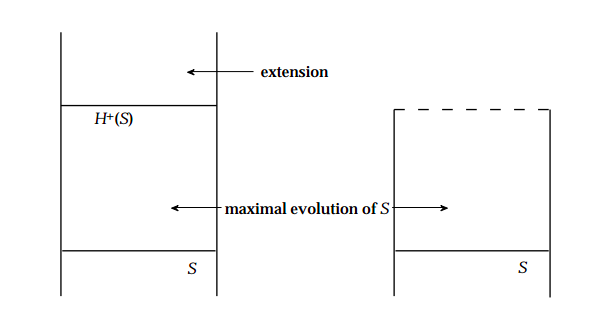 extension
H+(S)
maximal evolution of S
S
S